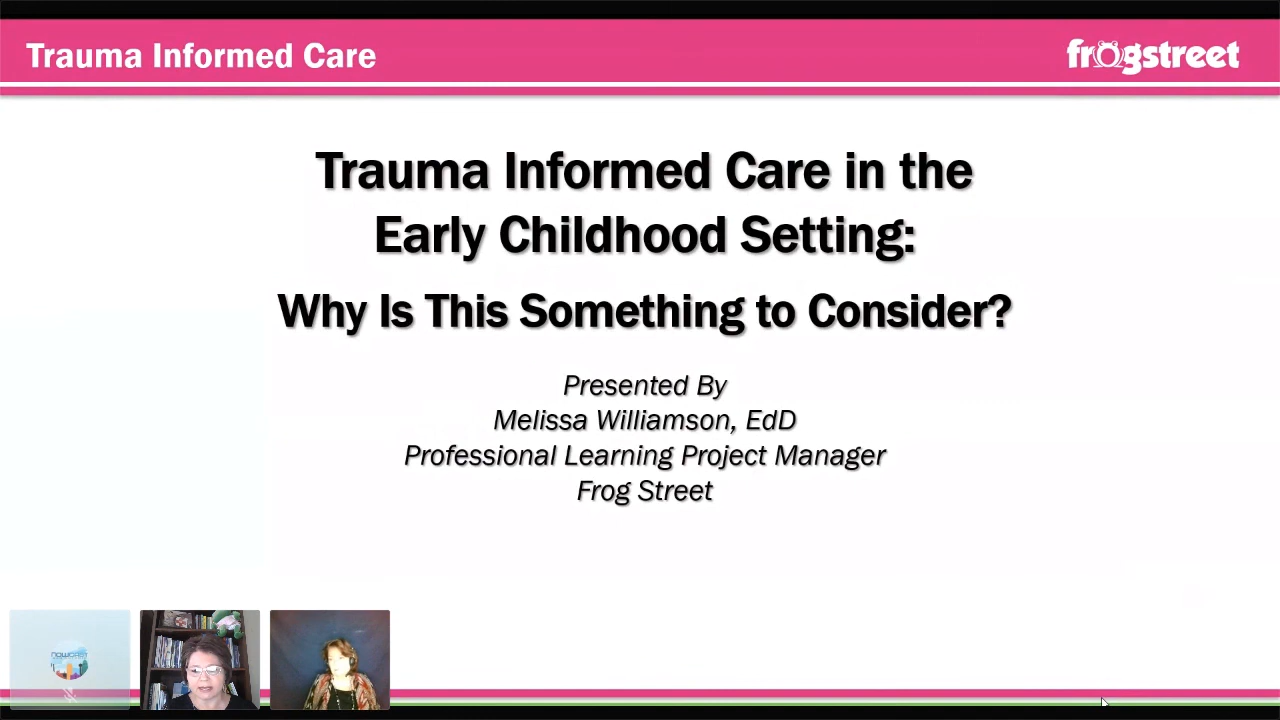 Trauma Informed Care
frogstreet
Trauma Informed Care in the
Early Childhood Setting:
Why Is This Something to Consider?
Presented By
Melissa Williamson, EdD
Professional Learning Project Manager
Frog Street